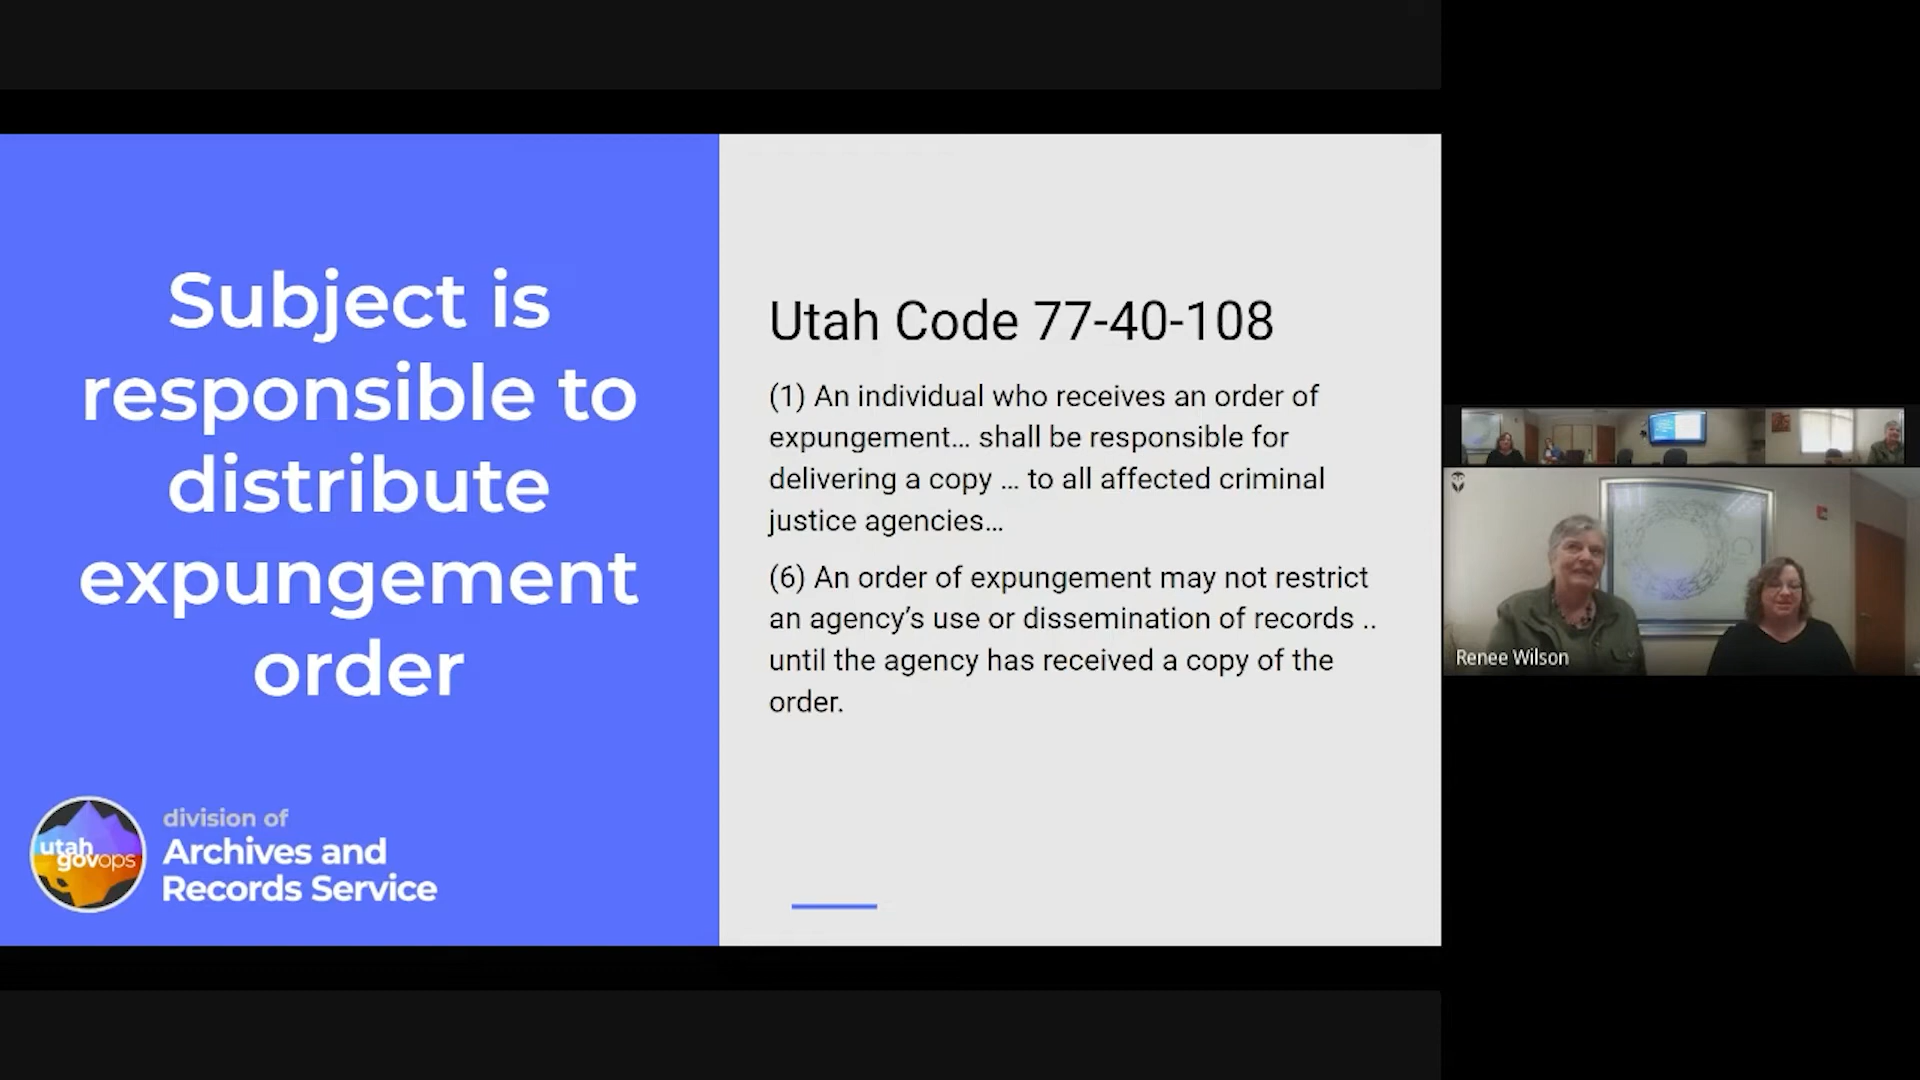 Subject is
responsible to
distribute
expungement
order
utah
govops
division of
Archives and
Records Service
Utah Code 77-40-108
(1) An individual who receives an order of
expungement... shall be responsible for
delivering a copy ... to all affected criminal
justice agencies...
(6) An order of expungement may not restrict
an agency’s use or dissemination of records ..
until the agency has received a copy of the
order.
Renee Wilson